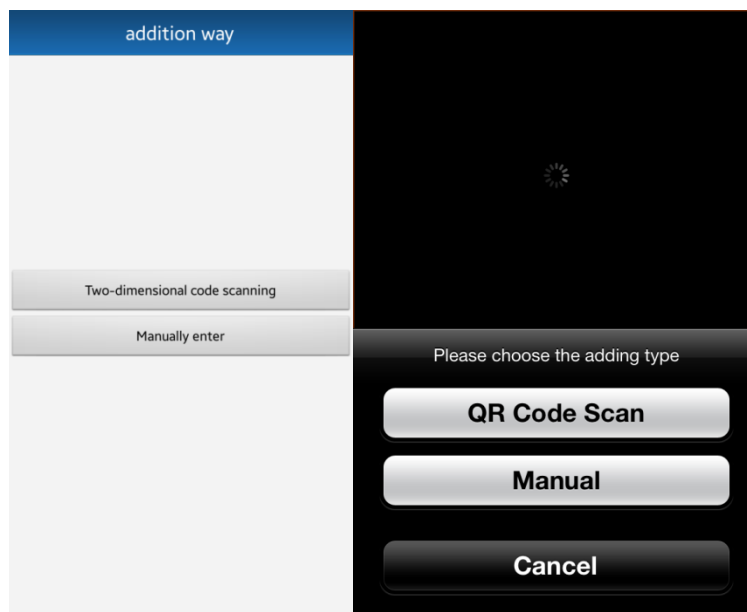 addition way
Two-dimensional code scanning
Manually enter
Please choose the adding type
QR Code Scan
Manual
Cancel